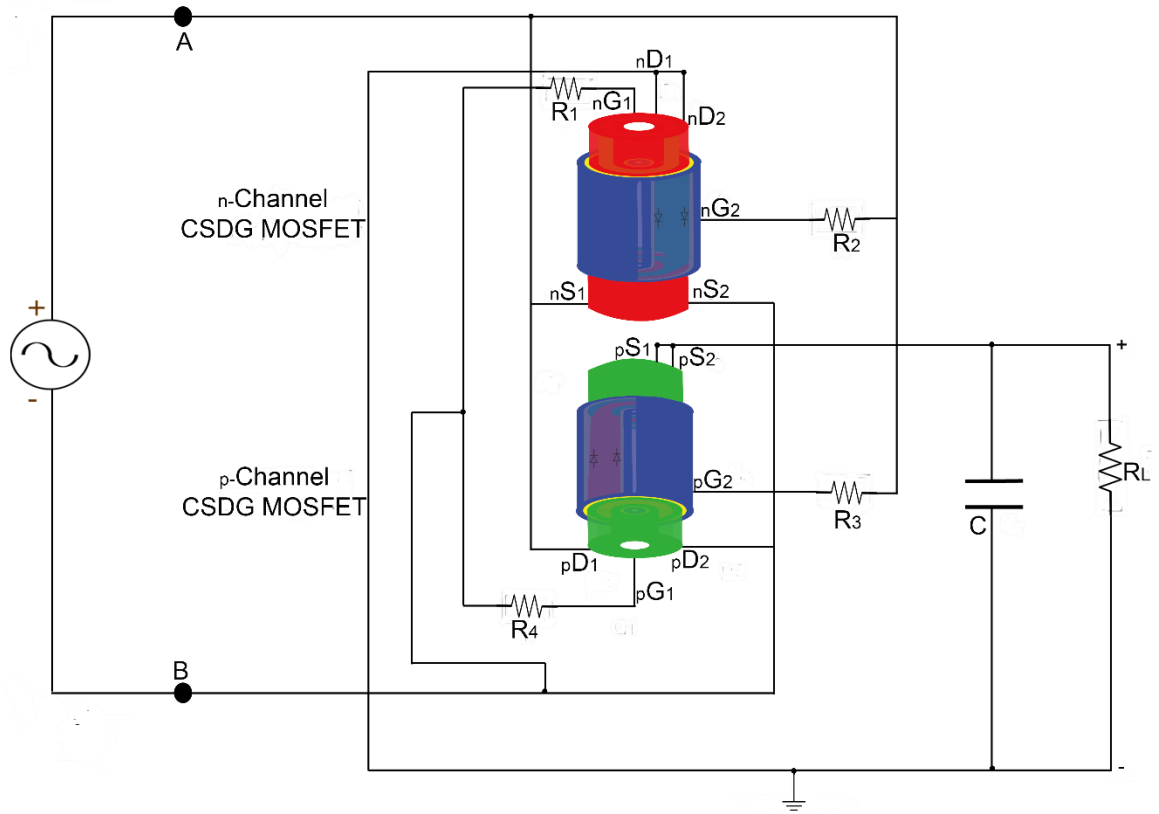 A
nD1
nG1
R1
nD2
n-Channel
CSDG MOSFET
nG2
R2
nS1
nS2
+
-
pS1
pS2
+
p-Channel
CSDG MOSFET
pG2
R3
C
RL
pD1
pD2
pG1
R4
B
-